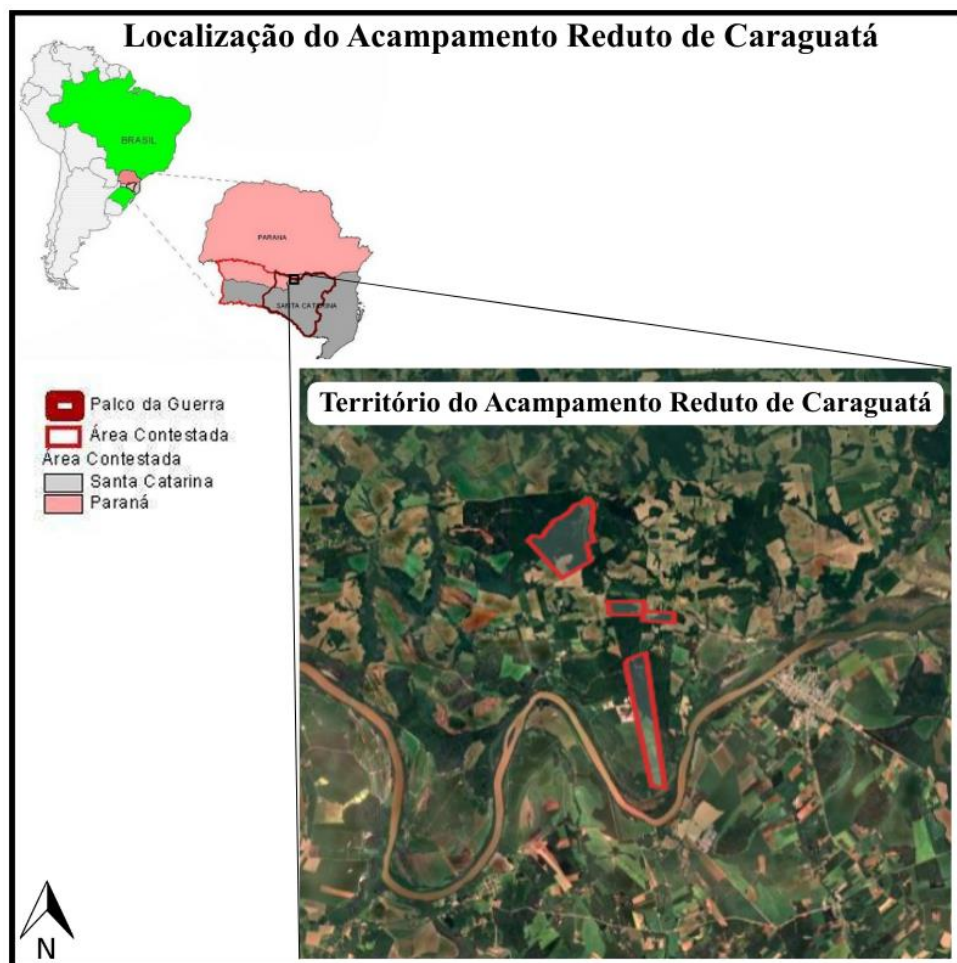 Localização do Acampamento Reduto de Caraguatá
BRASIL
PARANA
SANTA CATARINA
Palco da Guerra
Área Contestada
Área Contestada
Santa Catarina
Paraná
Território do Acampamento Reduto de Caraguatá
N